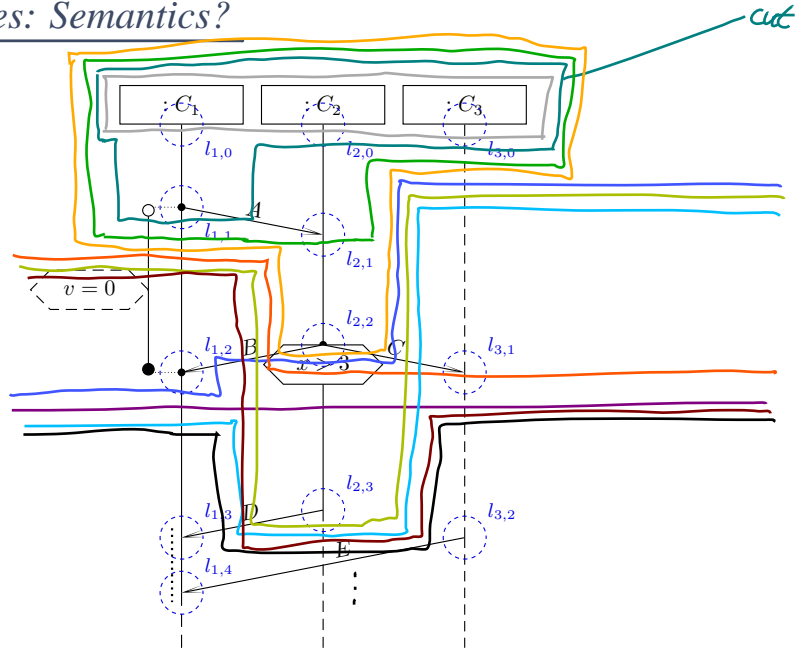 es: Semantics?
cut
: C₁ : C₂ : C₃
l₁,₀ l₂,₀ l₃,₀
A
l₁,₁
l₂,₁
v = 0
l₂,₂
l₁,₂ B C l₃,₁
x > 3
l₂,₃
l₁,₃ D l₃,₂
E
l₁,₄